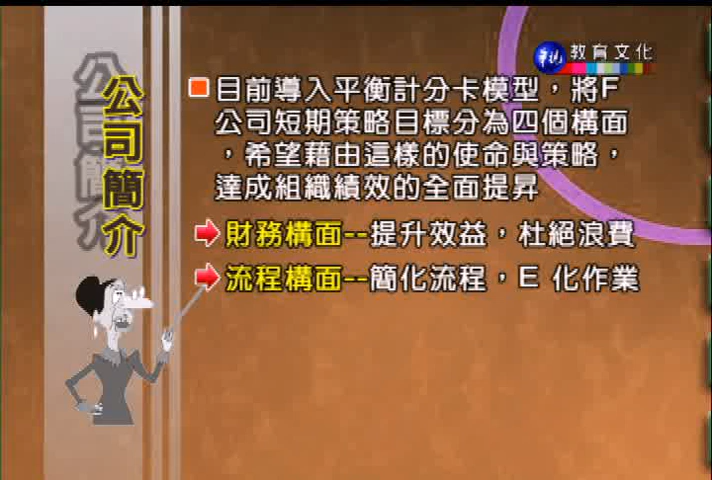 華視 教育文化
公司簡介
目前導入平衡計分卡模型，將F
公司短期策略目標分為四個構面
，希望藉由這樣的使命與策略，
達成組織績效的全面提昇
財務構面--提升效益，杜絕浪費
流程構面--簡化流程，E 化作業